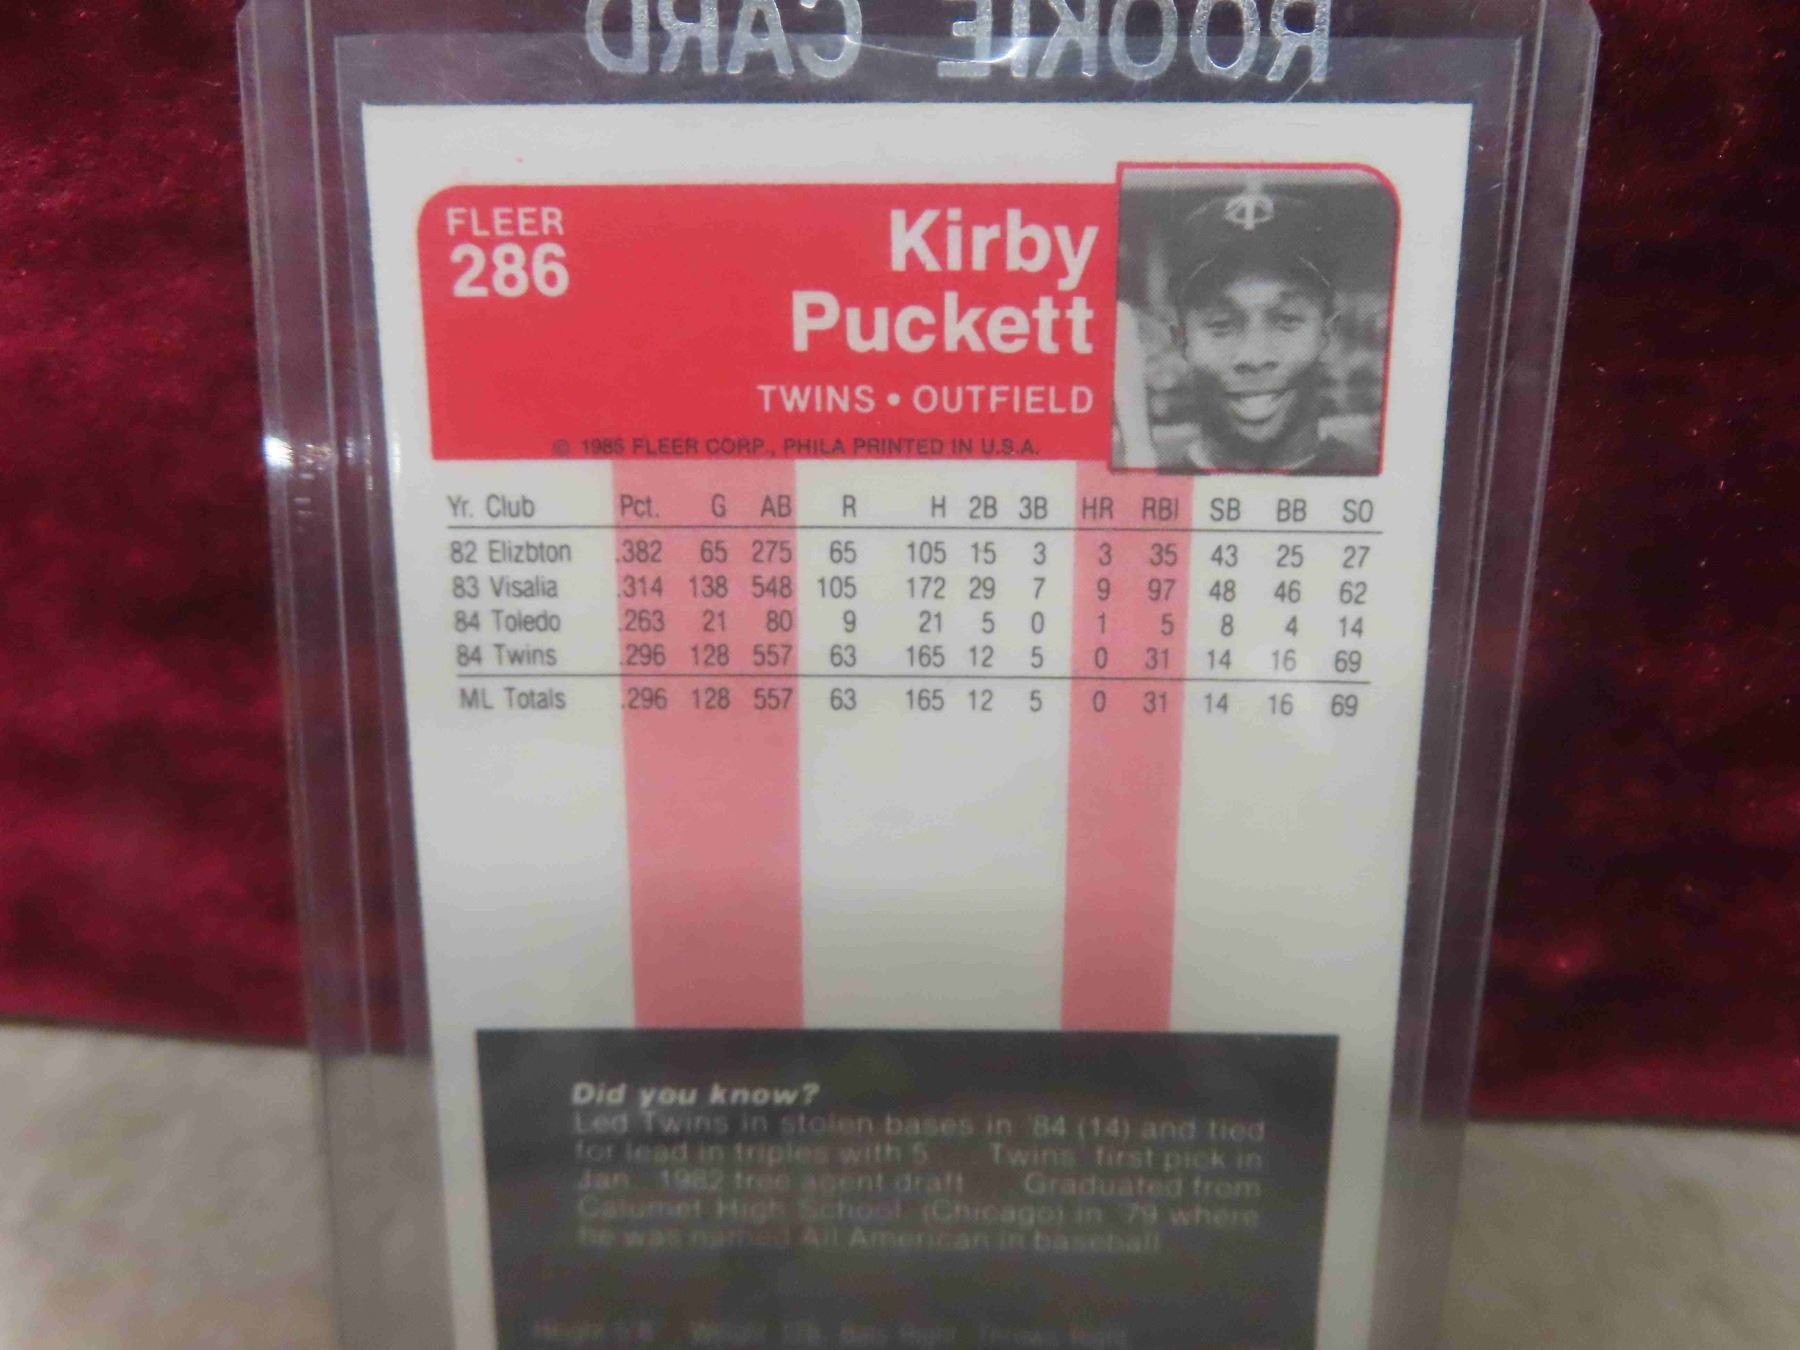 ROOKIE CARD
FLEER
286
Kirby
Puckett
TWINS • OUTFIELD
© 1985 FLEER CORP., PHILA PRINTED IN U.S.A.
Yr. Club Pct. G AB R H 2B 3B HR RBI SB BB SO
82 Elizbton .382 65 275 65 105 15 3 3 35 43 25 27
83 Visalia .314 138 548 105 172 29 7 9 97 48 46 62
84 Toledo .263 21 80 9 21 5 0 1 5 8 4 14
84 Twins .296 128 557 63 165 12 5 0 31 14 16 69
ML Totals .296 128 557 63 165 12 5 0 31 14 16 69
Did you know?
Led Twins in stolen bases in '84 (14) and tied
for lead in triples with 5 . . . Twins' first pick in
Jan. 1982 free agent draft . . . Graduated from
Calumet High School (Chicago) in '79 where
he was named All American in baseball
Height Weight Bats Right Throws Right